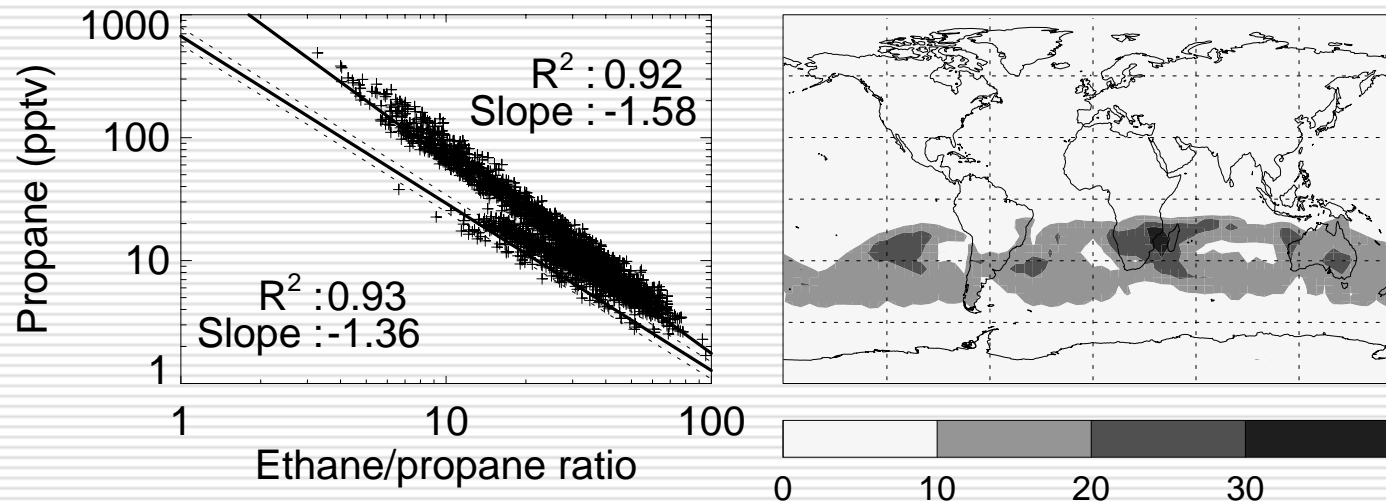 Propane (pptv)
1000
100
10
1
R2 : 0.92
Slope : -1.58
R2 : 0.93
Slope : -1.36
1 10 100
Ethane/propane ratio
0 10 20 30